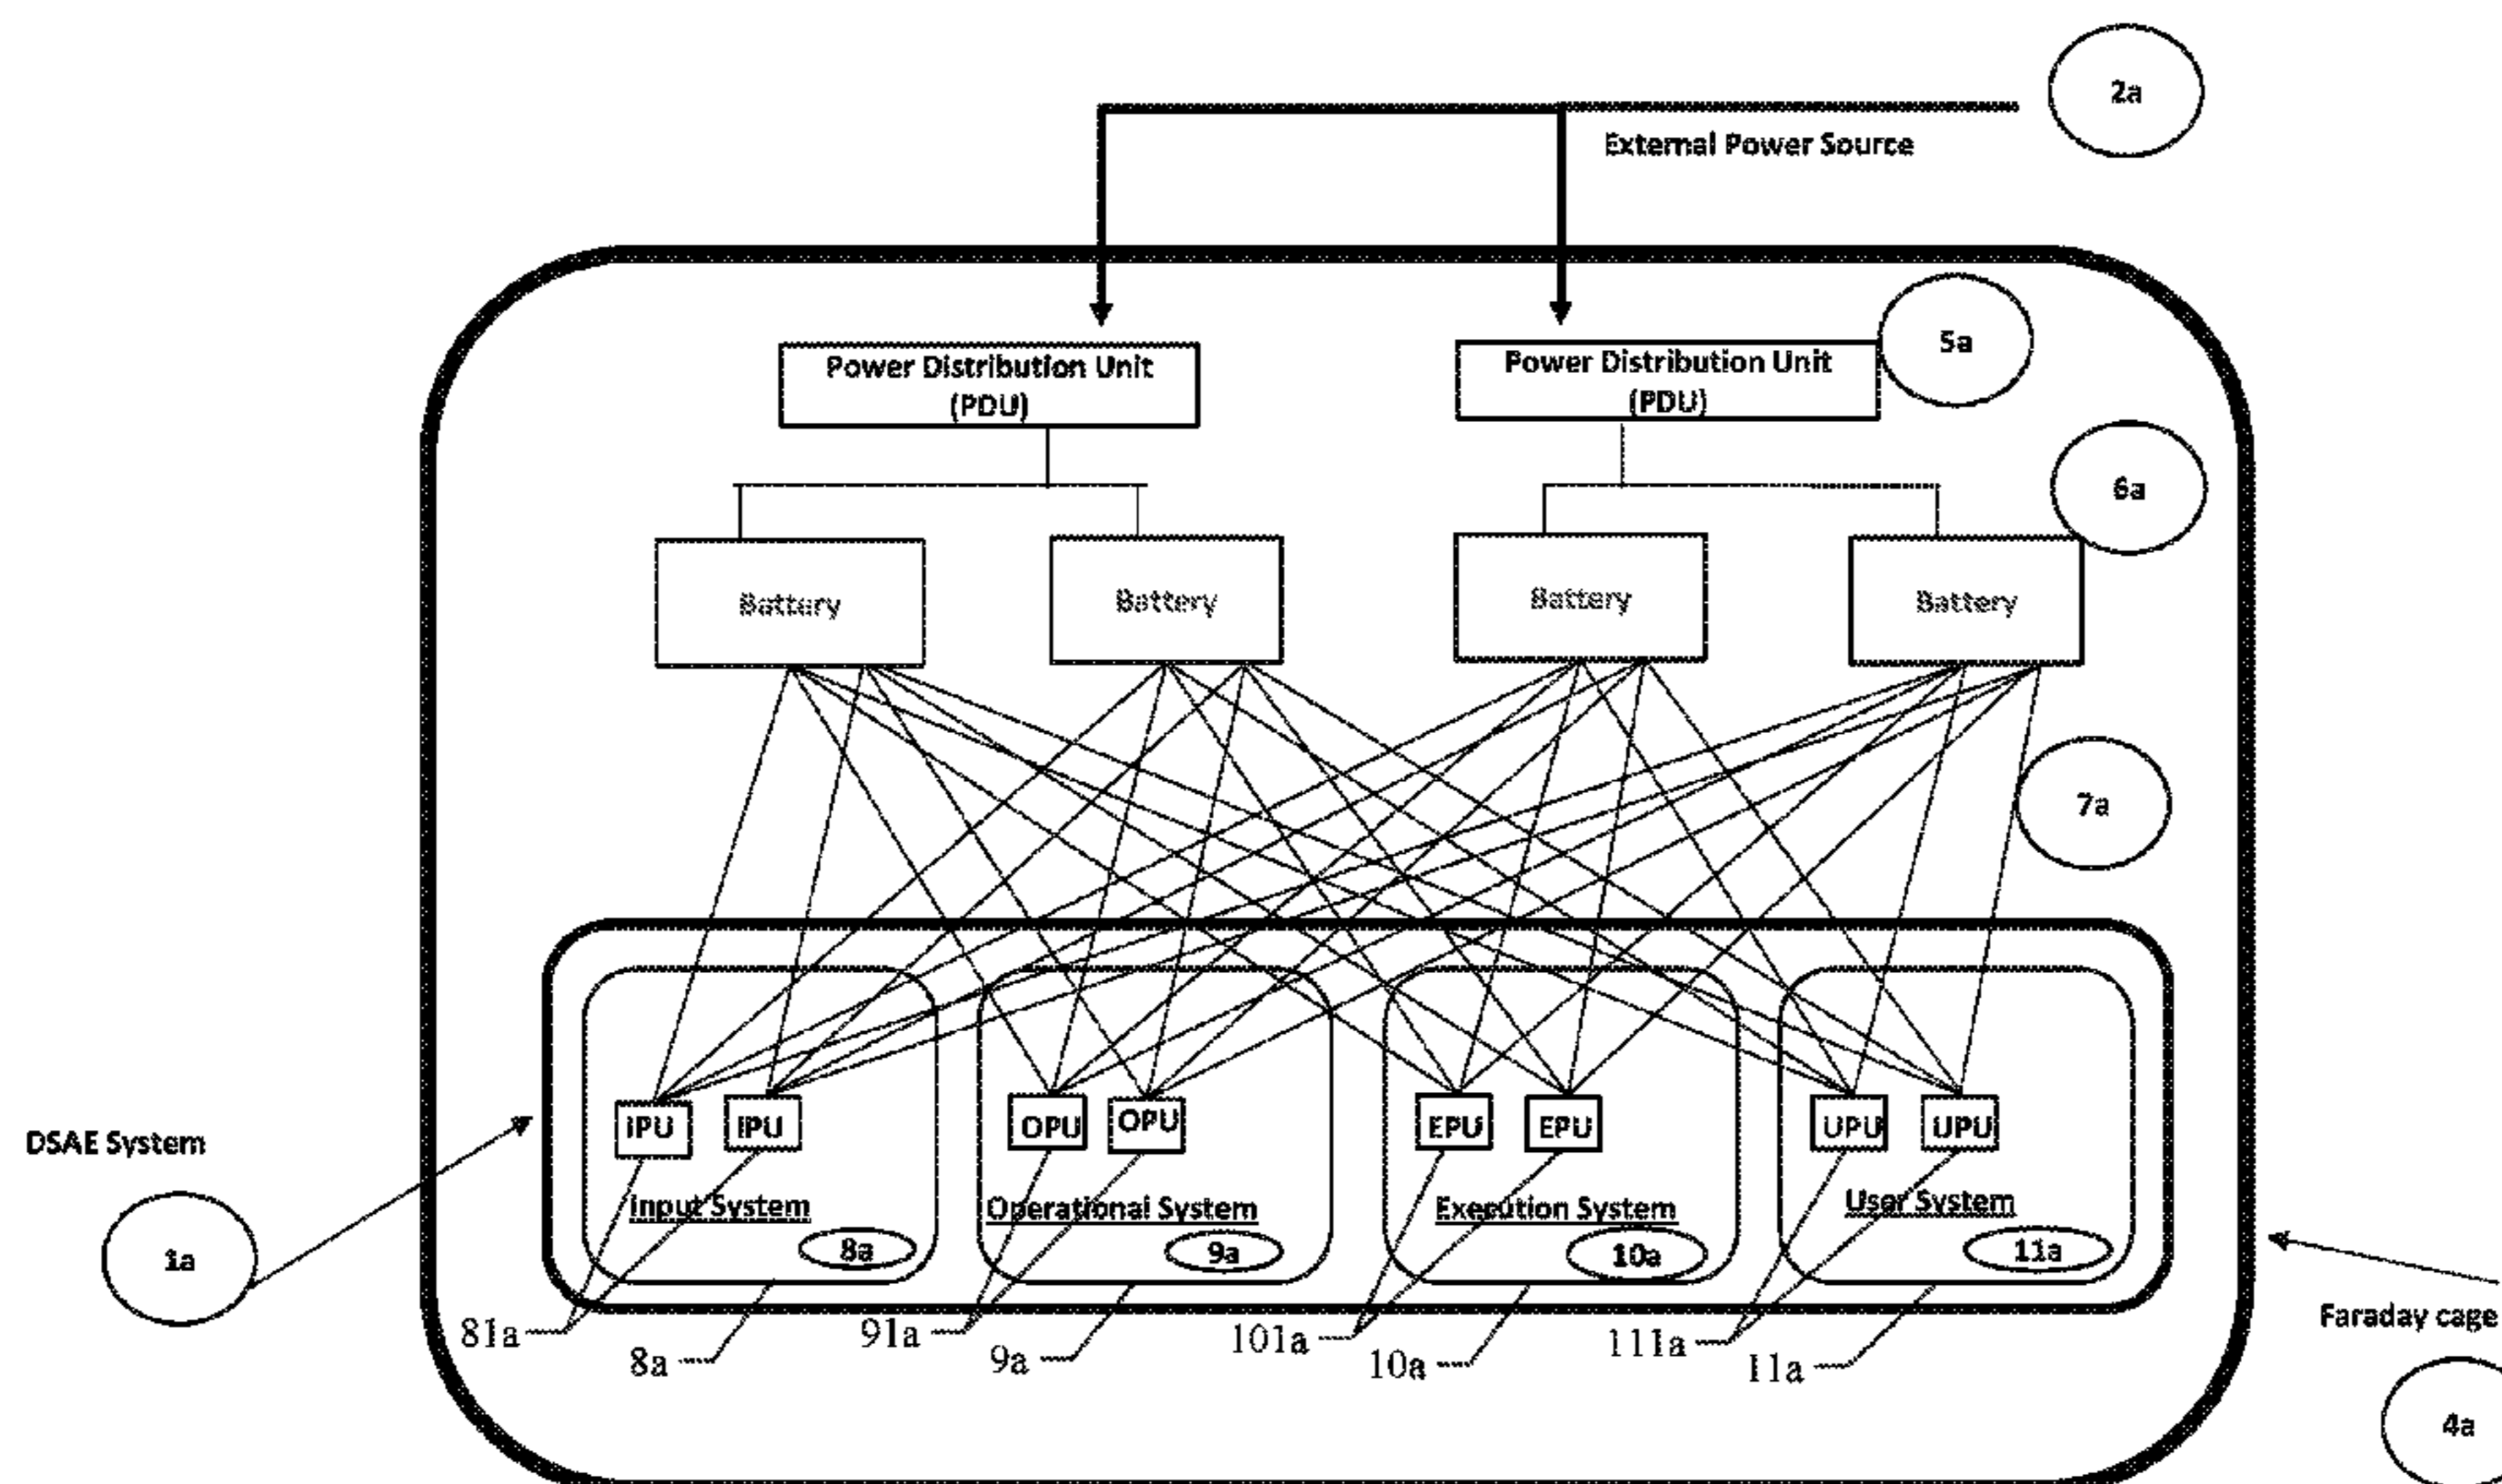 2a
External Power Source
5a
Power Distribution Unit
(PDU)
Power Distribution Unit
(PDU)
6a
Battery
Battery
Battery
Battery
7a
IPU
IPU
OPU
OPU
EPU
EPU
UPU
UPU
DSAE System
1a
Input System
Operational System
Execution System
User System
8a
9a
10a
11a
81a
8a
91a
9a
101a
10a
111a
11a
Faraday cage
4a